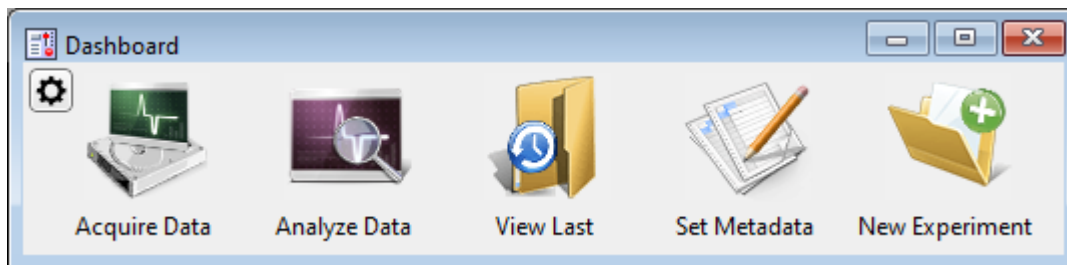 Dashboard
Acquire Data
Analyze Data
View Last
Set Metadata
New Experiment